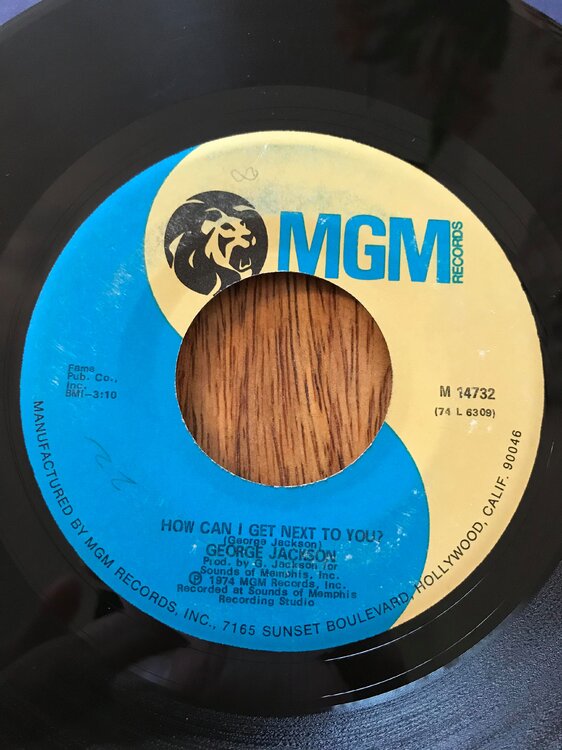 MGM
RECORDS
Fame
Pub. Co.,
Inc.
BMI-3:10
M 14732
(74 L 6309)
HOW CAN I GET NEXT TO YOU?
(George Jackson)
GEORGE JACKSON
Prod. by G. Jackson for
Sounds of Memphis, Inc.
Ⓟ 1974 MGM Records, Inc.
Recorded at Sounds of Memphis
Recording Studio
MANUFACTURED BY MGM RECORDS, INC., 7165 SUNSET BOULEVARD, HOLLYWOOD, CALIF. 90046